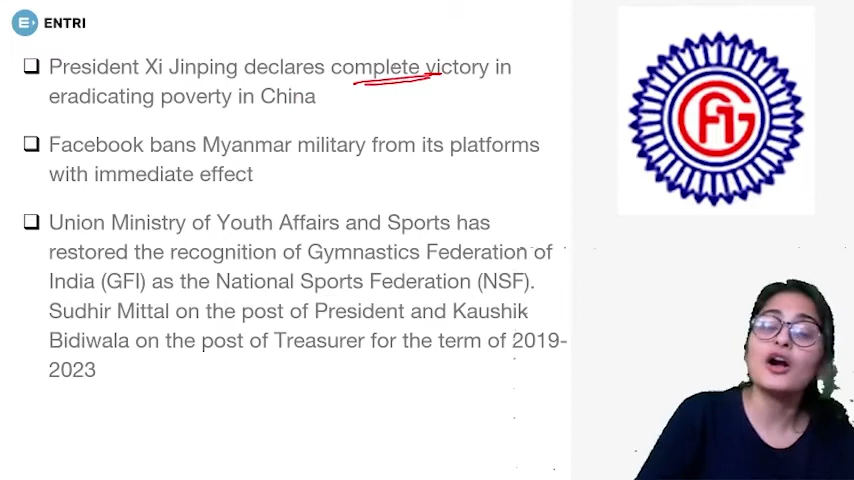 ENTRI
President Xi Jinping declares complete victory in
eradicating poverty in China
Facebook bans Myanmar military from its platforms
with immediate effect
Union Ministry of Youth Affairs and Sports has
restored the recognition of Gymnastics Federation of
India (GFI) as the National Sports Federation (NSF).
Sudhir Mittal on the post of President and Kaushik
Bidiwala on the post of Treasurer for the term of 2019-
2023
GFI